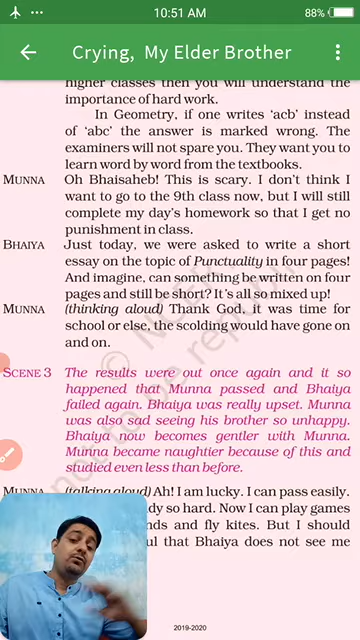 10:51 AM
88%
Crying, My Elder Brother
higher classes then you will understand the
importance of hard work.
In Geometry, if one writes ‘acb’ instead
of ‘abc’ the answer is marked wrong. The
examiners will not spare you. They want you
to learn word by word from the textbooks.
MUNNA Oh Bhaisaheb! This is scary. I don’t think I
want to go to the 9th class now, but I will still
complete my day’s homework so that I get no
punishment in class.
BHAIYA Just today, we were asked to write a short
essay on the topic of Punctuality in four pages!
And imagine, can something be written on four
pages and still be short? It’s all so mixed up!
MUNNA (thinking aloud) Thank God, it was time for
school or else, the scolding would have gone on
and on.
SCENE 3 The results were out once again and it so
happened that Munna passed and Bhaiya
failed again. Bhaiya was really upset. Munna
was also sad seeing his brother so unhappy.
Bhaiya now becomes gentler with Munna.
Munna became naughtier because of this and
studied even less than before.
MUNNA (talking aloud) Ah! I am lucky. I can pass easily.
so hard. Now I can play games
and fly kites. But I should
that Bhaiya does not see me
2019-2020